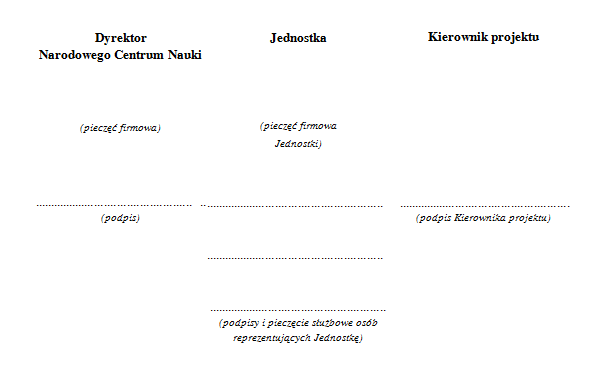 Dyrektor
Narodowego Centrum Nauki
Jednostka
Kierownik projektu
(pieczęć firmowa)
(pieczęć firmowa
Jednostki)
....................................................
(podpis)
.. ..........................................................
..........................................................
..........................................................
(podpisy i pieczęcie służbowe osób
reprezentujących Jednostkę)
........................................................
(podpis Kierownika projektu)